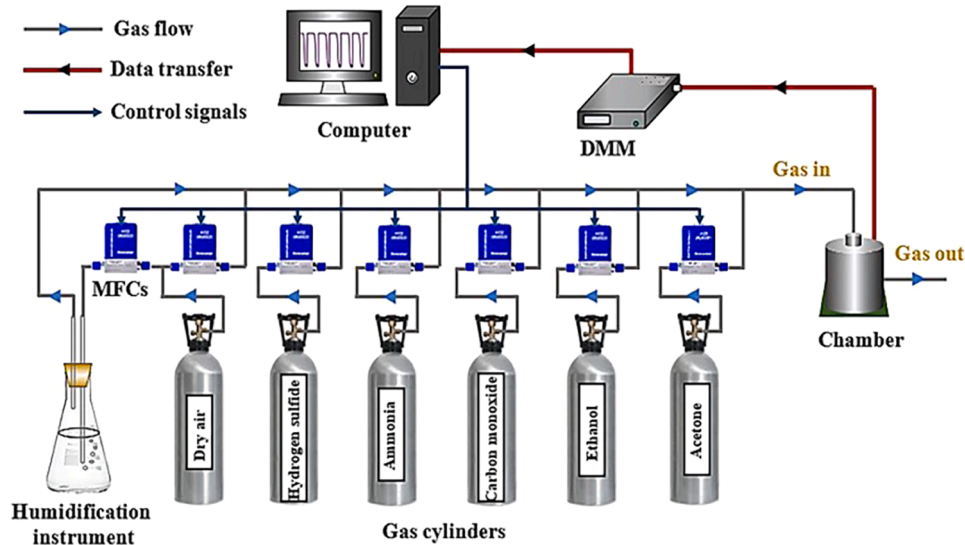 Gas flow
Data transfer
Control signals
Computer
DMM
Gas in
Gas out
MFCs
Chamber
Dry air
Hydrogen sulfide
Ammonia
Carbon monoxide
Ethanol
Acetone
Humidification
instrument
Gas cylinders